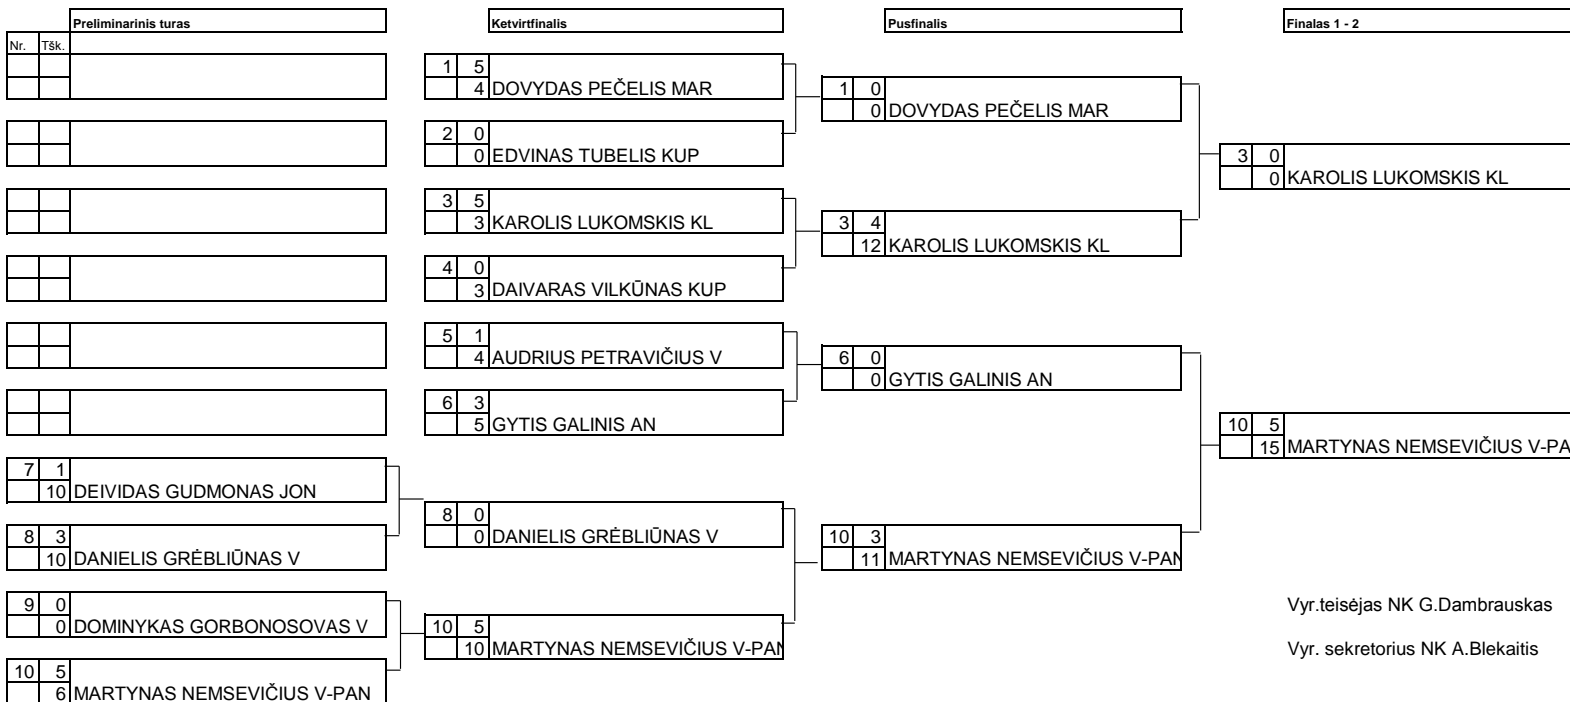 Preliminarinis turas Ketvirtfinalis Pusfinalis Finalas 1 - 2
Nr. Tšk.
1 5
4 DOVYDAS PEČELIS MAR
1 0
0 DOVYDAS PEČELIS MAR
2 0
0 EDVINAS TUBELIS KUP
3 0
0 KAROLIS LUKOMSKIS KL
3 5
3 KAROLIS LUKOMSKIS KL
3 4
12 KAROLIS LUKOMSKIS KL
4 0
3 DAIVARAS VILKŪNAS KUP
5 1
4 AUDRIUS PETRAVIČIUS V
6 0
0 GYTIS GALINIS AN
6 3
5 GYTIS GALINIS AN
10 5
15 MARTYNAS NEMSEVIČIUS V-PA
7 1
10 DEIVIDAS GUDMONAS JON
8 0
0 DANIELIS GRĖBLIŪNAS V
8 3
10 DANIELIS GRĖBLIŪNAS V
10 3
11 MARTYNAS NEMSEVIČIUS V-PAN
9 0
0 DOMINYKAS GORBONOSOVAS V
Vyr.teisėjas NK G.Dambrauskas
10 5
10 MARTYNAS NEMSEVIČIUS V-PAN
Vyr. sekretorius NK A.Blekaitis
10 5
6 MARTYNAS NEMSEVIČIUS V-PAN